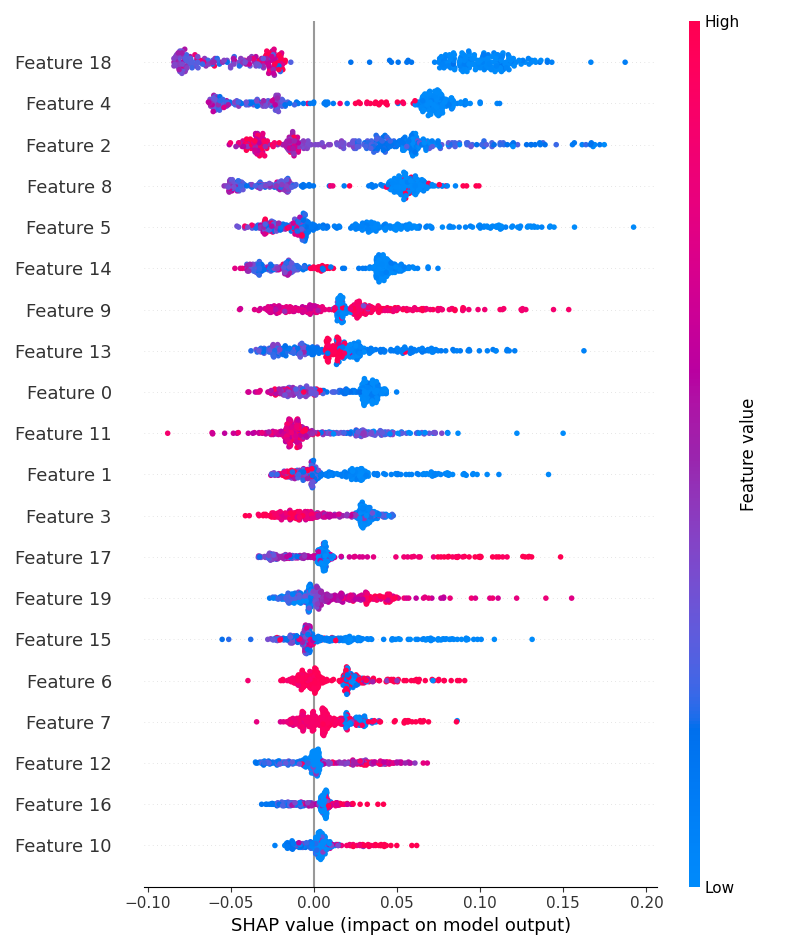 High
Feature 18
Feature 4
Feature 2
Feature 8
Feature 5
Feature 14
Feature 9
Feature 13
Feature 0
Feature 11
Feature 1
Feature 3
Feature 17
Feature 19
Feature 15
Feature 6
Feature 7
Feature 12
Feature 16
Feature 10
Feature value
Low
−0.10 −0.05 0.00 0.05 0.10 0.15 0.20
SHAP value (impact on model output)